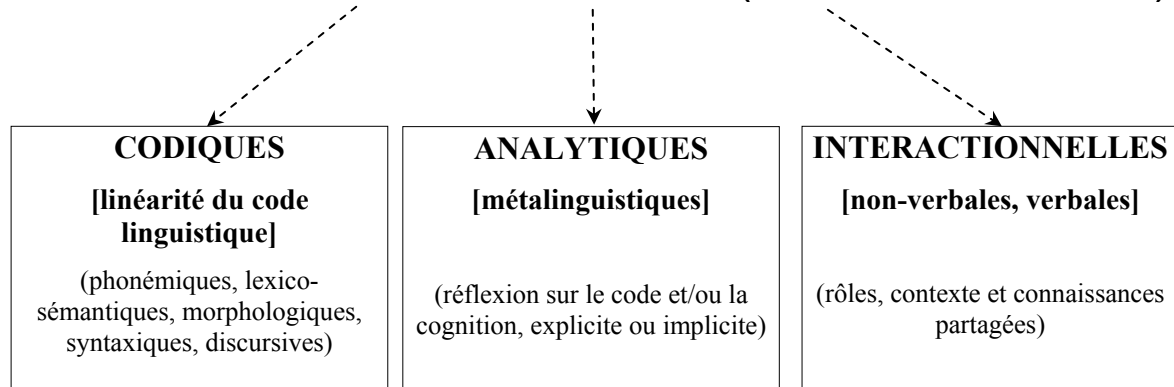 CODIQUES
[linéarité du code
linguistique]
(phonémiques, lexico-
sémantiques, morphologiques,
syntaxiques, discursives)
ANALYTIQUES
[métalinguistiques]
(réflexion sur le code et/ou la
cognition, explicite ou implicite)
INTERACTIONNELLES
[non-verbales, verbales]
(rôles, contexte et connaissances
partagées)